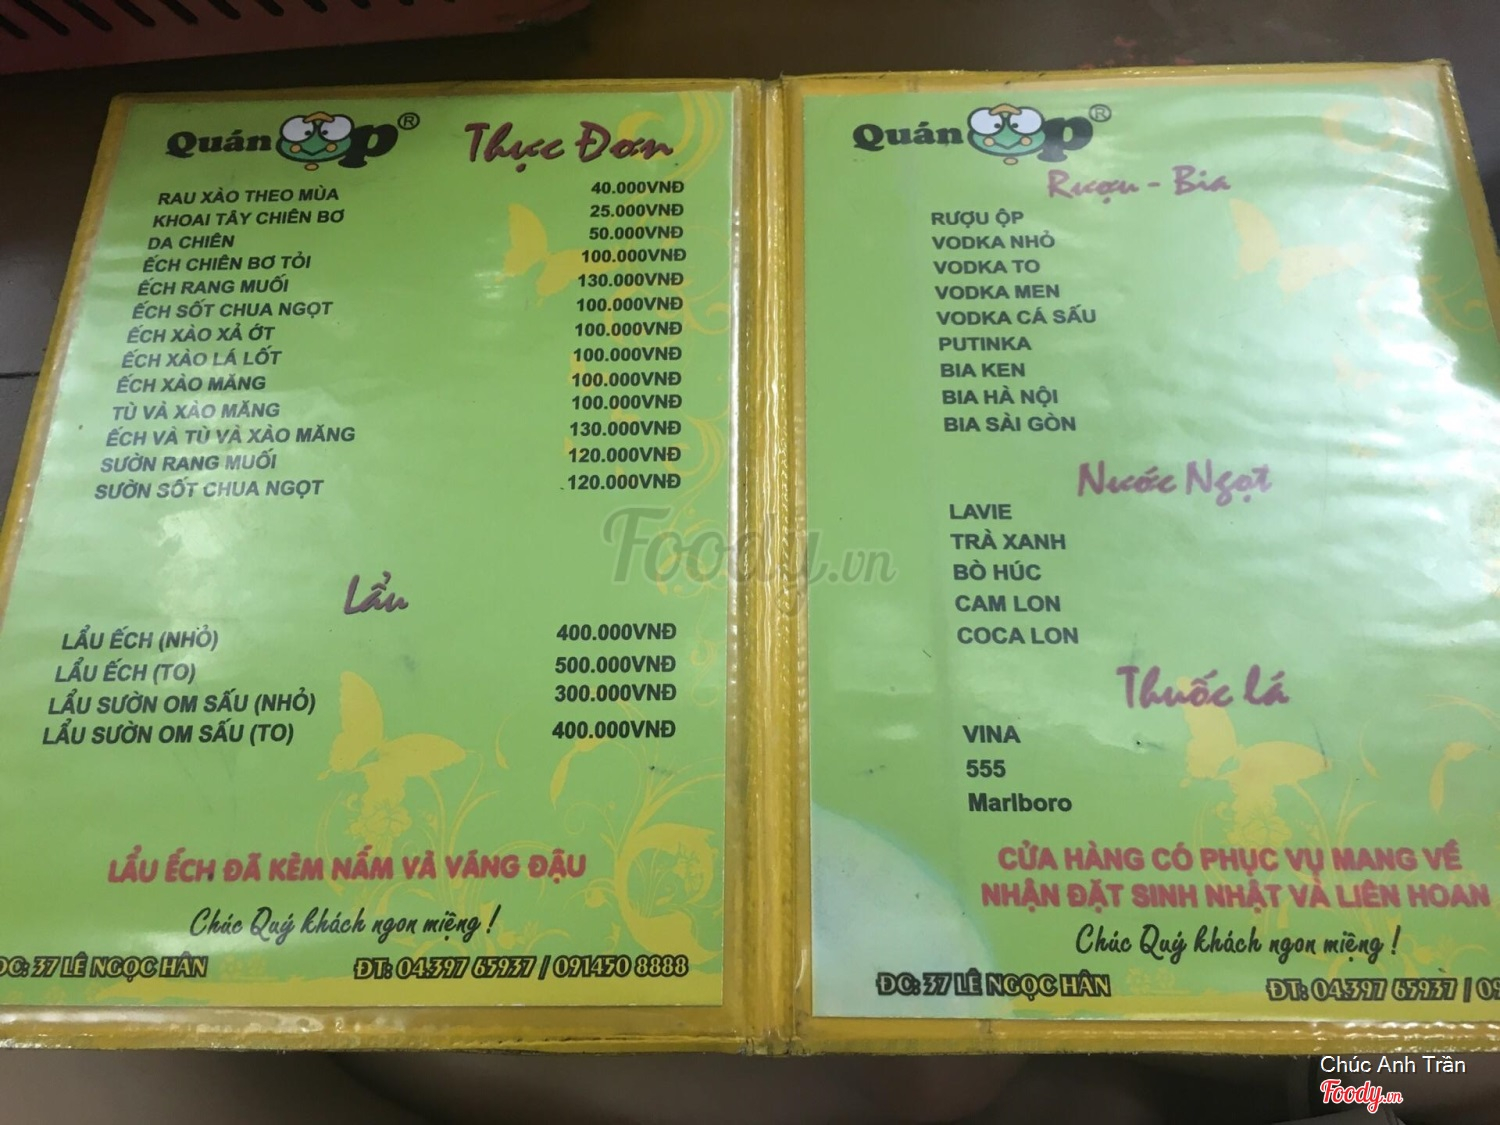 Quán Ộp ®
Thực Đơn
RAU XÀO THEO MÙA 40.000VNĐ
KHOAI TÂY CHIÊN BƠ 25.000VNĐ
DA CHIÊN 50.000VNĐ
ẾCH CHIÊN BƠ TỎI 100.000VNĐ
ẾCH RANG MUỐI 130.000VNĐ
ẾCH SỐT CHUA NGỌT 100.000VNĐ
ẾCH XÀO XẢ ỚT 100.000VNĐ
ẾCH XÀO LÁ LỐT 100.000VNĐ
ẾCH XÀO MĂNG 100.000VNĐ
TÙ VÀ XÀO MĂNG 100.000VNĐ
ẾCH VÀ TÙ VÀ XÀO MĂNG 130.000VNĐ
SƯỜN RANG MUỐI 120.000VNĐ
SƯỜN SỐT CHUA NGỌT 120.000VNĐ
Lẩu
LẨU ẾCH (NHỎ) 400.000VNĐ
LẨU ẾCH (TO) 500.000VNĐ
LẨU SƯỜN OM SẤU (NHỎ) 300.000VNĐ
LẨU SƯỜN OM SẤU (TO) 400.000VNĐ
LẨU ẾCH ĐÃ KÈM NẤM VÀ VÁNG ĐẬU
Chúc Quý khách ngon miệng !
ĐC: 37 LÊ NGỌC HÂN ĐT: 04.397 65937 / 091450 8888
Quán Ộp ®
Rượu - Bia
RƯỢU ỘP
VODKA NHỎ
VODKA TO
VODKA MEN
VODKA CÁ SẤU
PUTINKA
BIA KEN
BIA HÀ NỘI
BIA SÀI GÒN
Nước Ngọt
LAVIE
TRÀ XANH
BÒ HÚC
CAM LON
COCA LON
Thuốc lá
VINA
555
Marlboro
CỬA HÀNG CÓ PHỤC VỤ MANG VỀ
NHẬN ĐẶT SINH NHẬT VÀ LIÊN HOAN
Chúc Quý khách ngon miệng !
ĐC: 37 LÊ NGỌC HÂN ĐT: 04.397 65937 / 09
Foody.vn
Chúc Anh Trần
Foody.vn